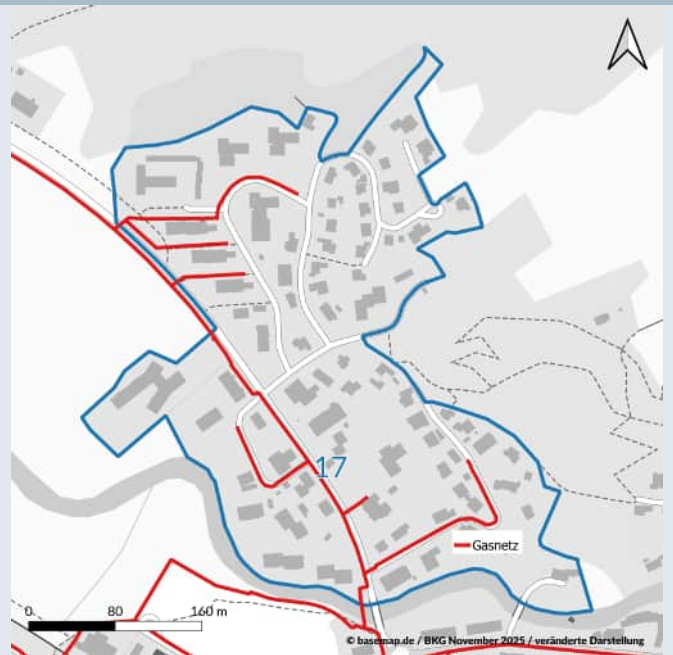 17
Gasnetz
0 80 160 m
© basemap.de / BKG November 2025 / veränderte Darstellung